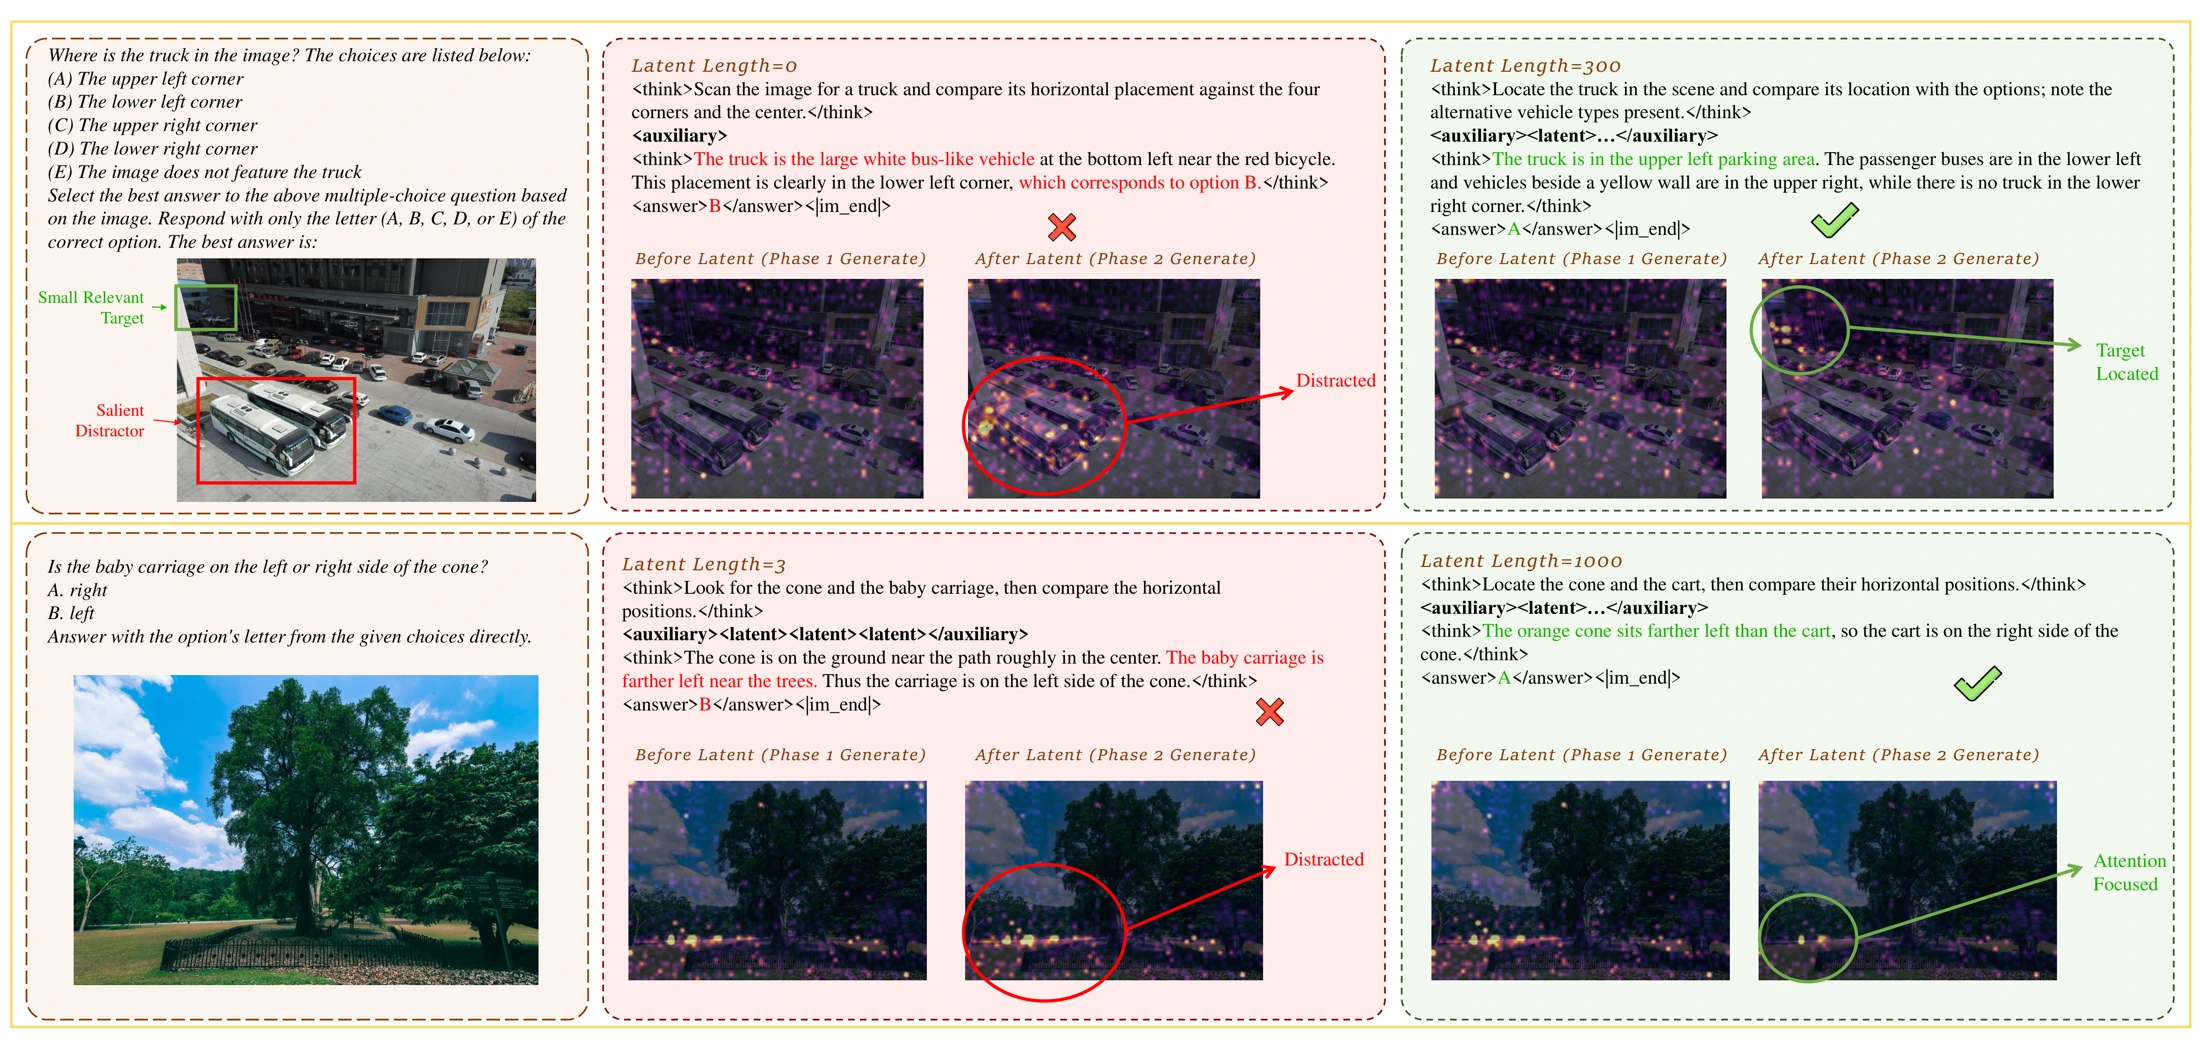 Where is the truck in the image? The choices are listed below:
(A) The upper left corner
(B) The lower left corner
(C) The upper right corner
(D) The lower right corner
(E) The image does not feature the truck
Select the best answer to the above multiple-choice question based
on the image. Respond with only the letter (A, B, C, D, or E) of the
correct option. The best answer is:
Small Relevant
Target
Salient
Distractor
Latent Length=0
<think>Scan the image for a truck and compare its horizontal placement against the four
corners and the center.</think>
<auxiliary>
<think>The truck is the large white bus-like vehicle at the bottom left near the red bicycle.
This placement is clearly in the lower left corner, which corresponds to option B.</think>
<answer>B</answer><|im_end|>
Before Latent (Phase 1 Generate)
After Latent (Phase 2 Generate)
Distracted
Latent Length=300
<think>Locate the truck in the scene and compare its location with the options; note the
alternative vehicle types present.</think>
<auxiliary><latent>...</auxiliary>
<think>The truck is in the upper left parking area. The passenger buses are in the lower left
and vehicles beside a yellow wall are in the upper right, while there is no truck in the lower
right corner.</think>
<answer>A</answer><|im_end|>
Before Latent (Phase 1 Generate)
After Latent (Phase 2 Generate)
Target
Located
Is the baby carriage on the left or right side of the cone?
A. right
B. left
Answer with the option's letter from the given choices directly.
Latent Length=3
<think>Look for the cone and the baby carriage, then compare the horizontal
positions.</think>
<auxiliary><latent><latent><latent></auxiliary>
<think>The cone is on the ground near the path roughly in the center. The baby carriage is
farther left near the trees. Thus the carriage is on the left side of the cone.</think>
<answer>B</answer><|im_end|>
Before Latent (Phase 1 Generate)
After Latent (Phase 2 Generate)
Distracted
Latent Length=1000
<think>Locate the cone and the cart, then compare their horizontal positions.</think>
<auxiliary><latent>...</auxiliary>
<think>The orange cone sits farther left than the cart, so the cart is on the right side of the
cone.</think>
<answer>A</answer><|im_end|>
Before Latent (Phase 1 Generate)
After Latent (Phase 2 Generate)
Attention
Focused